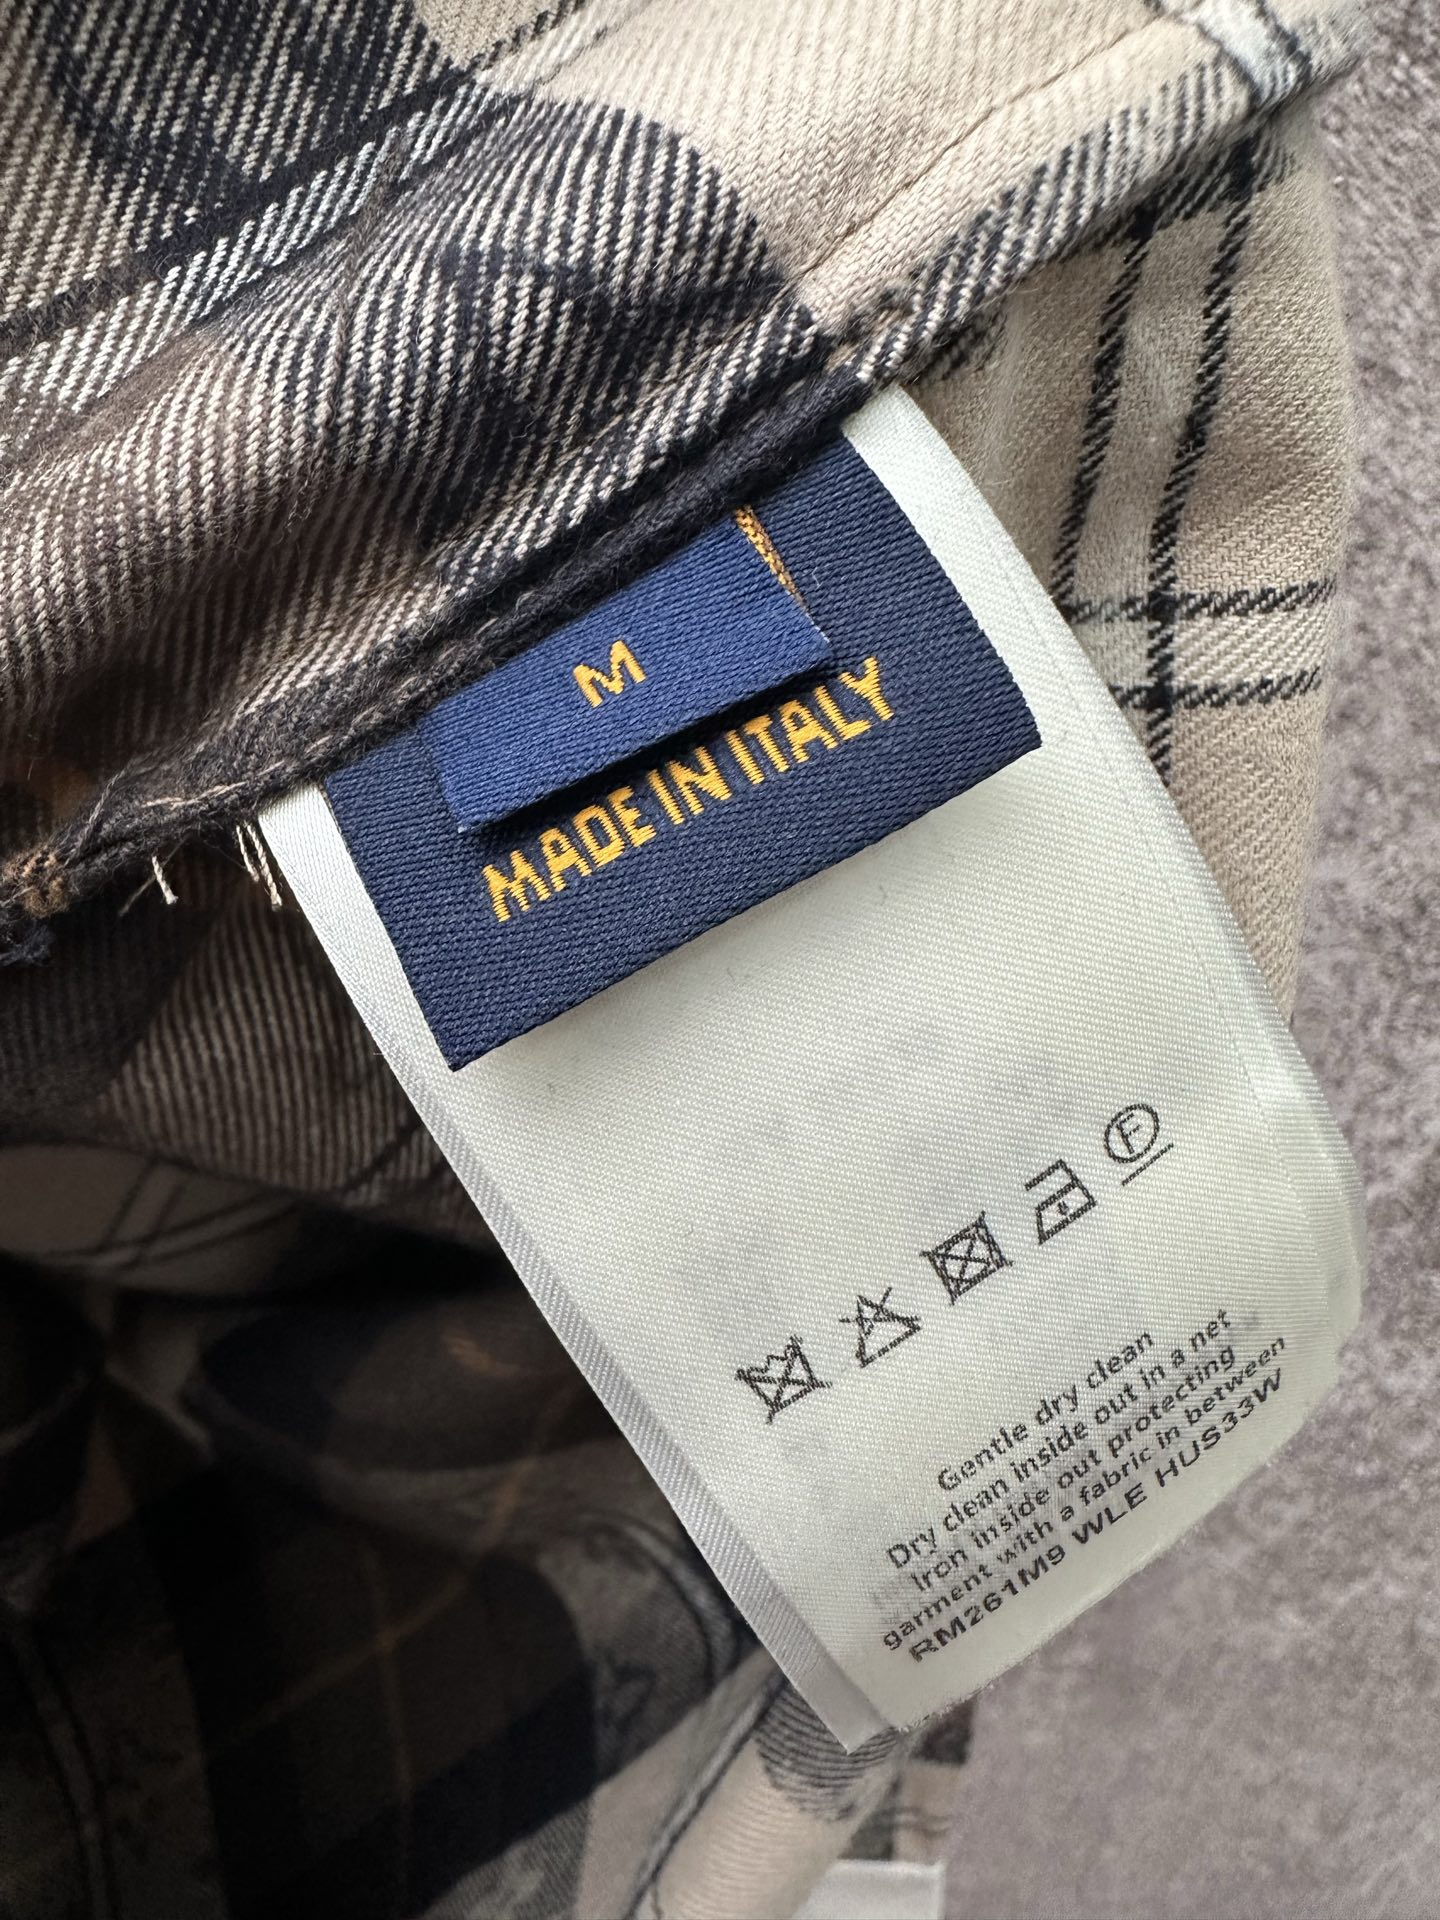 M
MADE IN ITALY
F
Gentle dry clean
Dry clean inside out in a net
Iron inside out protecting
garment with a fabric in between
RM261M9 WLE HUS33W